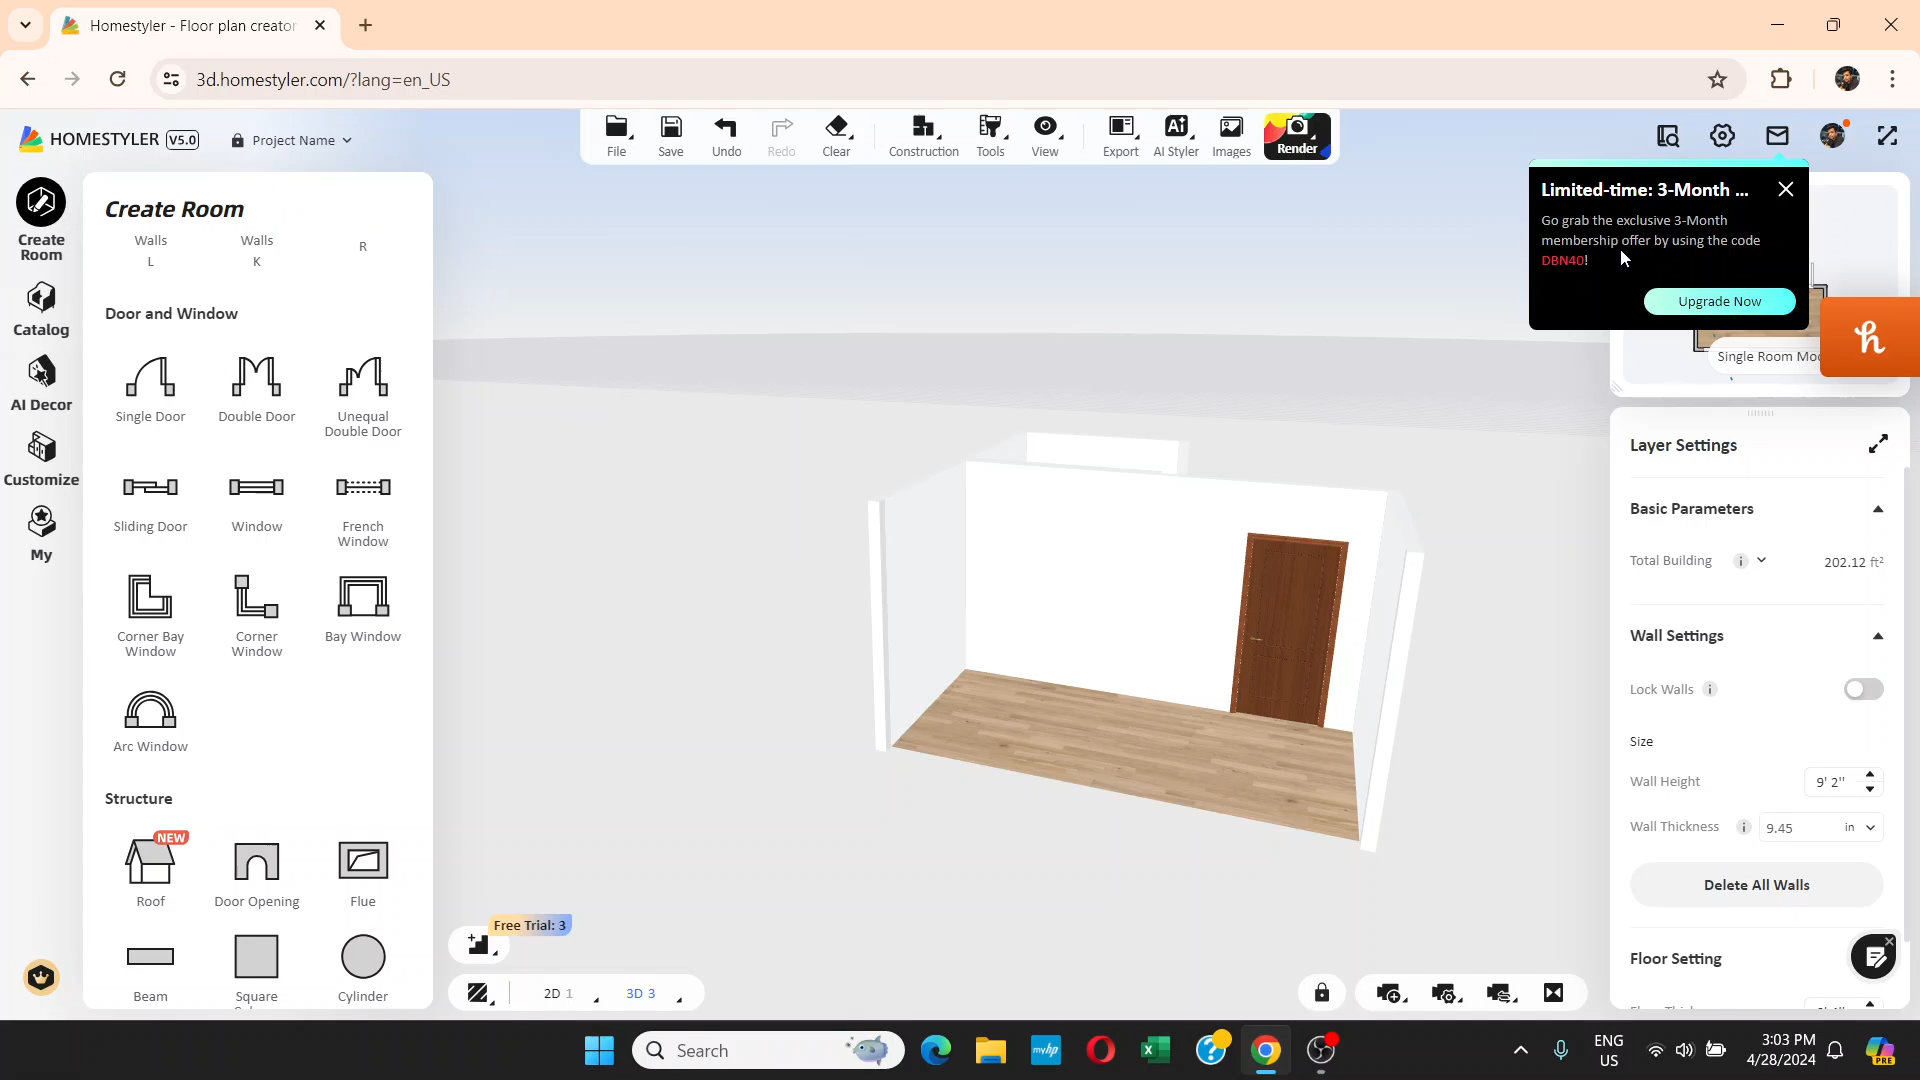 Homestyler - Floor plan creator
3d.homestyler.com/?lang=en_US
HOMESTYLER V5.0
Project Name
File
Save
Undo
Redo
Clear
Construction
Tools
View
Export
AI Styler
Images
Render
Create
Room
Catalog
AI Decor
Customize
My
Create Room
Walls
L
Walls
K
R
Door and Window
Single Door
Double Door
Unequal
Double Door
Sliding Door
Window
French
Window
Corner Bay
Window
Corner
Window
Bay Window
Arc Window
Structure
NEW
Roof
Door Opening
Flue
Beam
Square
Cylinder
Limited-time: 3-Month ...
Go grab the exclusive 3-Month
membership offer by using the code
DBN40!
Upgrade Now
Single Room Mod
Layer Settings
Basic Parameters
Total Building
202.12 ft²
Wall Settings
Lock Walls
Size
Wall Height
9' 2''
Wall Thickness
9.45
in
Delete All Walls
Floor Setting
Free Trial: 3
2D 1
3D 3
Search
myhp
ENG
US
3:03 PM
4/28/2024
PRE